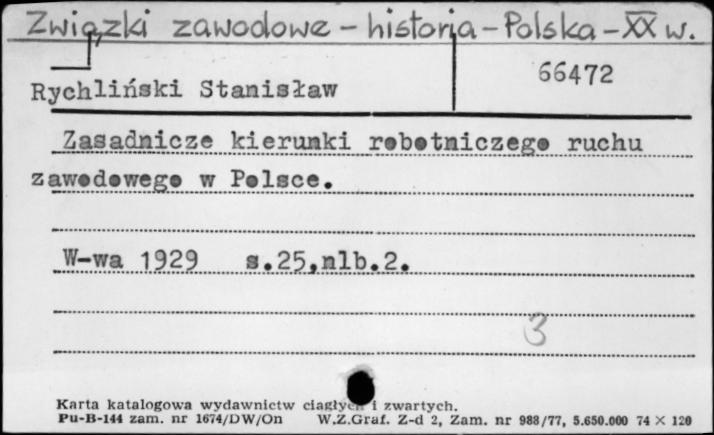 Związki zawodowe - historja - Polska - XX w.
66472
Rychliński Stanisław
Zasadnicze kierunki robotniczego ruchu
zawodowego w Polsce.
W-wa 1929 s.25,nlb.2.
3
Karta katalogowa wydawnictw ciągłych i zwartych.
Pu-B-144 zam. nr 1674/DW/On W.Z.Graf. Z-d 2, Zam. nr 988/77, 5.650.000 74 × 120